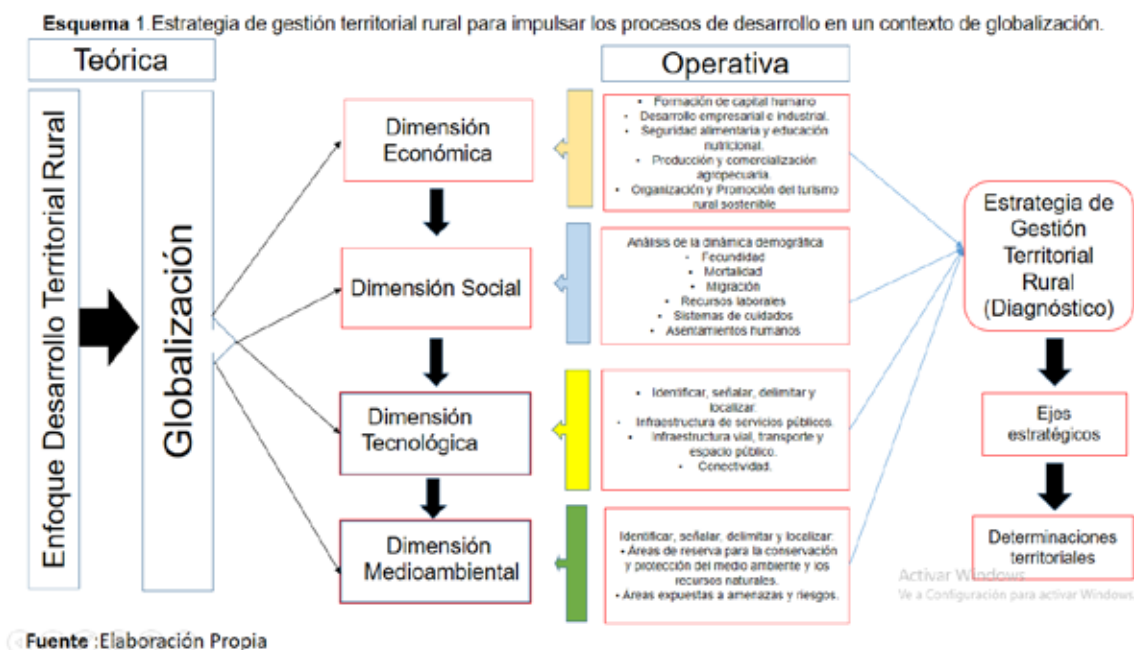 Esquema 1.Estrategia de gestión territorial rural para impulsar los procesos de desarrollo en un contexto de globalización.
Teórica
Enfoque Desarrollo Territorial Rural
Globalización
Dimensión
Económica
Dimensión Social
Dimensión
Tecnológica
Dimensión
Medioambiental
Operativa
• Formación de capital humano
• Desarrollo empresarial e industrial.
• Seguridad alimentaria y educación
nutricional.
• Producción y comercialización
agropecuaria.
• Organización y Promoción del turismo
rural sostenible
Análisis de la dinámica demográfica
• Fecundidad
• Mortalidad
• Migración
• Recursos laborales
• Sistemas de cuidados
• Asentamientos humanos
• Identificar, señalar, delimitar y
localizar.
• Infraestructura de servicios públicos.
• Infraestructura vial, transporte y
espacio público.
• Conectividad.
Identificar, señalar, delimitar y localizar:
• Áreas de reserva para la conservación
y protección del medio ambiente y los
recursos naturales.
• Áreas expuestas a amenazas y riesgos.
Estrategia de
Gestión
Territorial
Rural
(Diagnóstico)
Ejes
estratégicos
Determinaciones
territoriales
Activar Windows
Ve a Configuración para activar Windows
Fuente :Elaboración Propia